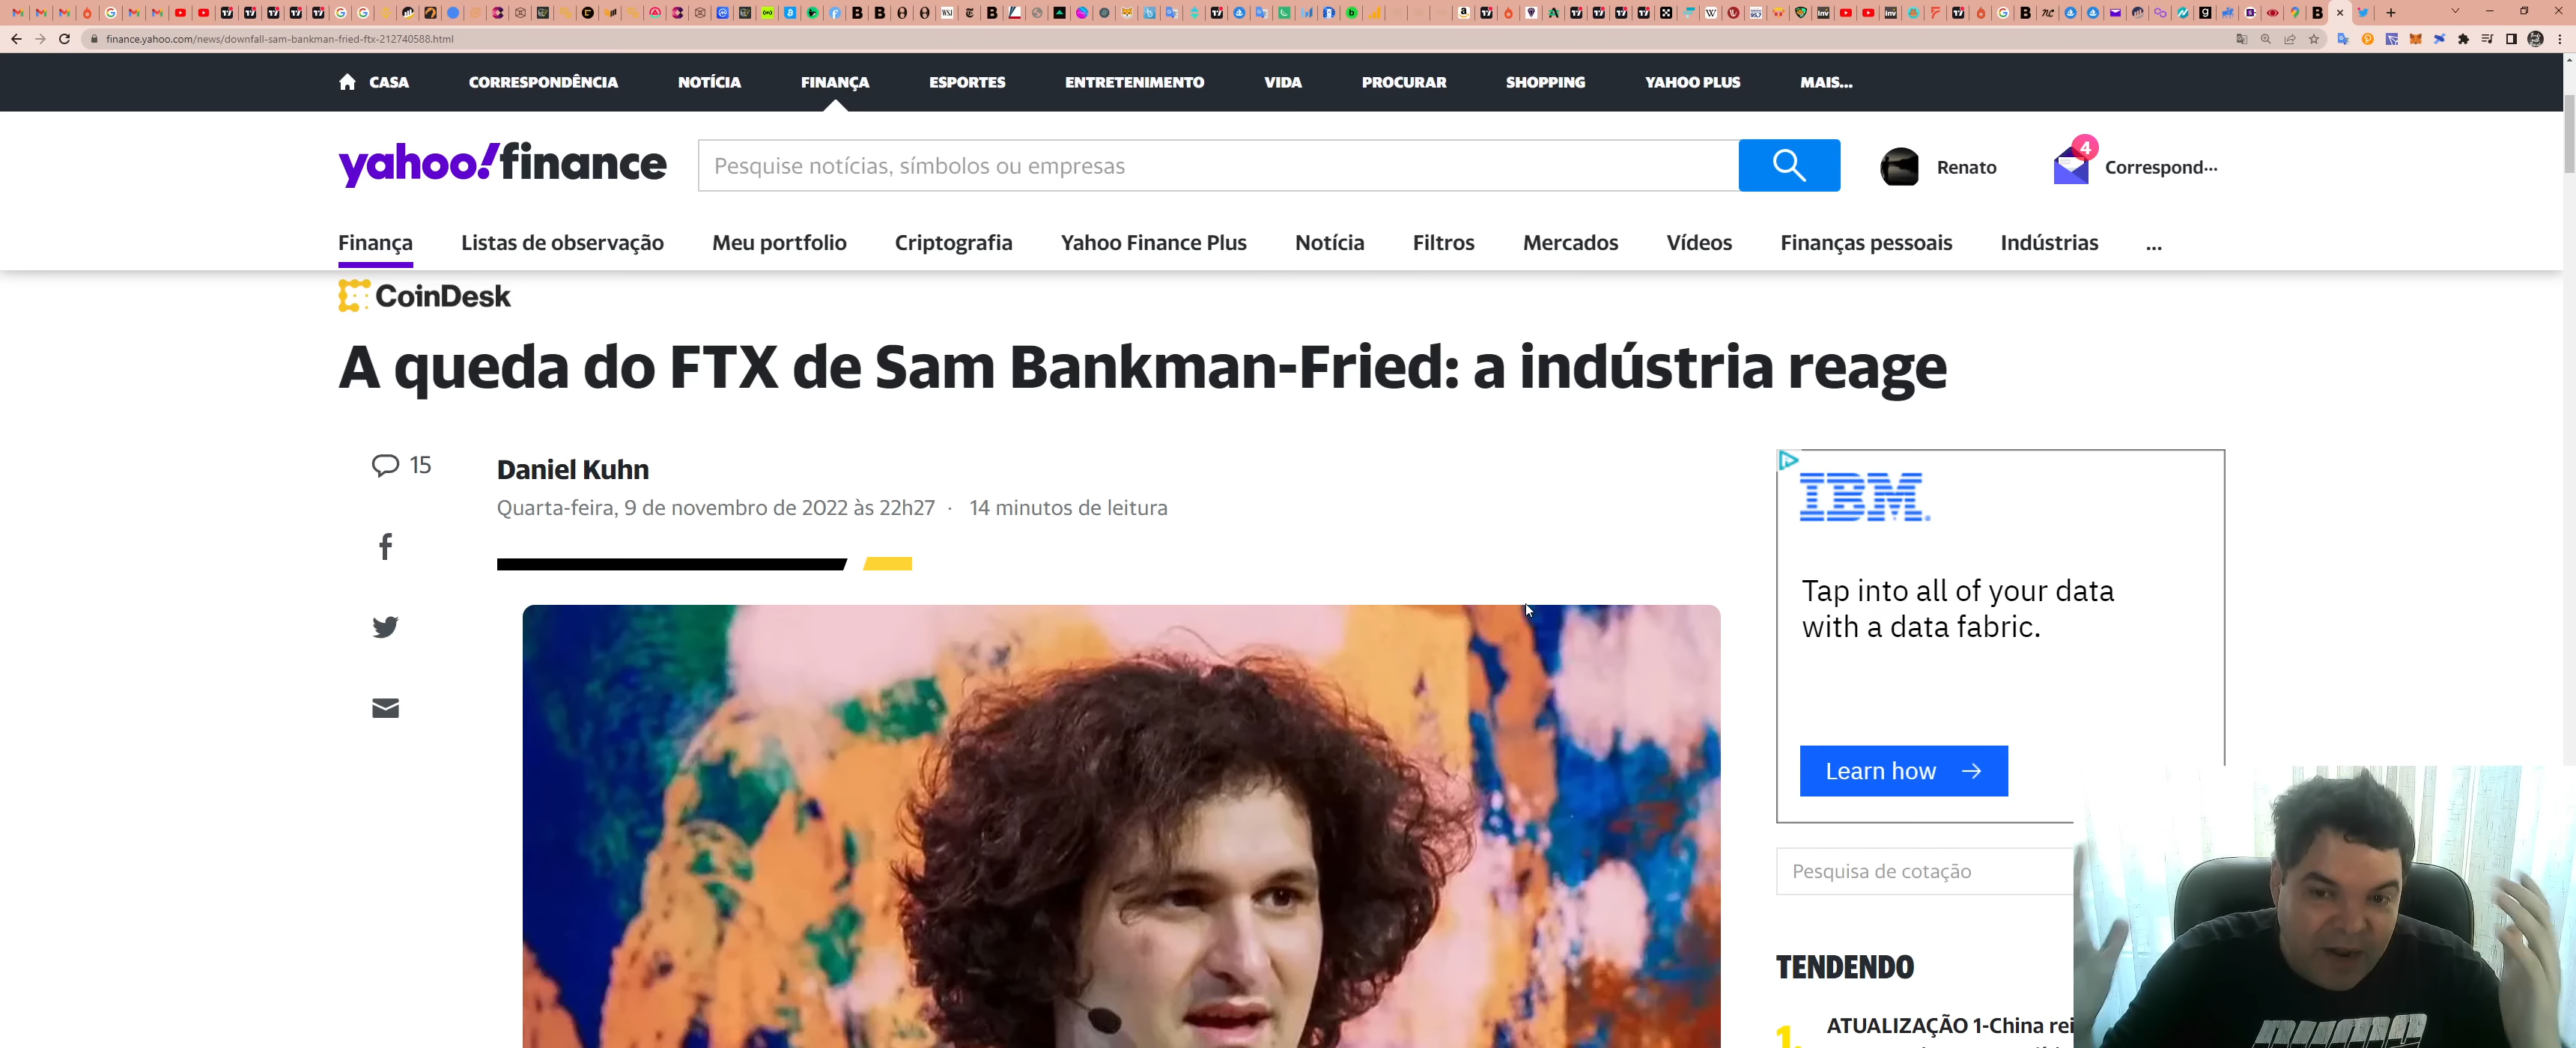 finance.yahoo.com/news/downfall-sam-bankman-fried-ftx-212740588.html
CASA CORRESPONDÊNCIA NOTÍCIA FINANÇA ESPORTES ENTRETENIMENTO VIDA PROCURAR SHOPPING YAHOO PLUS MAIS...
yahoo!finance
Pesquise notícias, símbolos ou empresas
Renato
4
Correspond...
Finança Listas de observação Meu portfolio Criptografia Yahoo Finance Plus Notícia Filtros Mercados Vídeos Finanças pessoais Indústrias ...
CoinDesk
A queda do FTX de Sam Bankman-Fried: a indústria reage
15
Daniel Kuhn
Quarta-feira, 9 de novembro de 2022 às 22h27 · 14 minutos de leitura
IBM
Tap into all of your data
with a data fabric.
Learn how →
Pesquisa de cotação
TENDENDO
1. ATUALIZAÇÃO 1-China rei